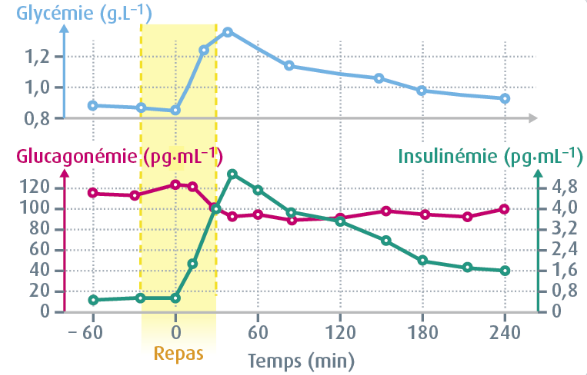 Glycémie (g.L⁻¹)
1,2
1,0
0,8
Glucagonémie (pg·mL⁻¹) Insulinémie (pg·mL⁻¹)
120 4,8
100 4,0
80 3,2
60 2,4
40 1,6
20 0,8
0 0
– 60 0 60 120 180 240
Repas Temps (min)